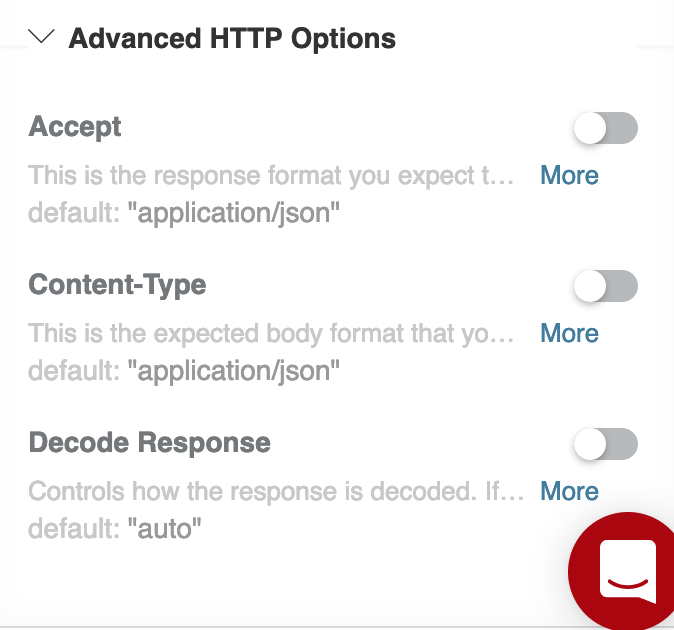 Advanced HTTP Options
Accept
This is the response format you expect t... More
default: "application/json"
Content-Type
This is the expected body format that yo... More
default: "application/json"
Decode Response
Controls how the response is decoded. If... More
default: "auto"